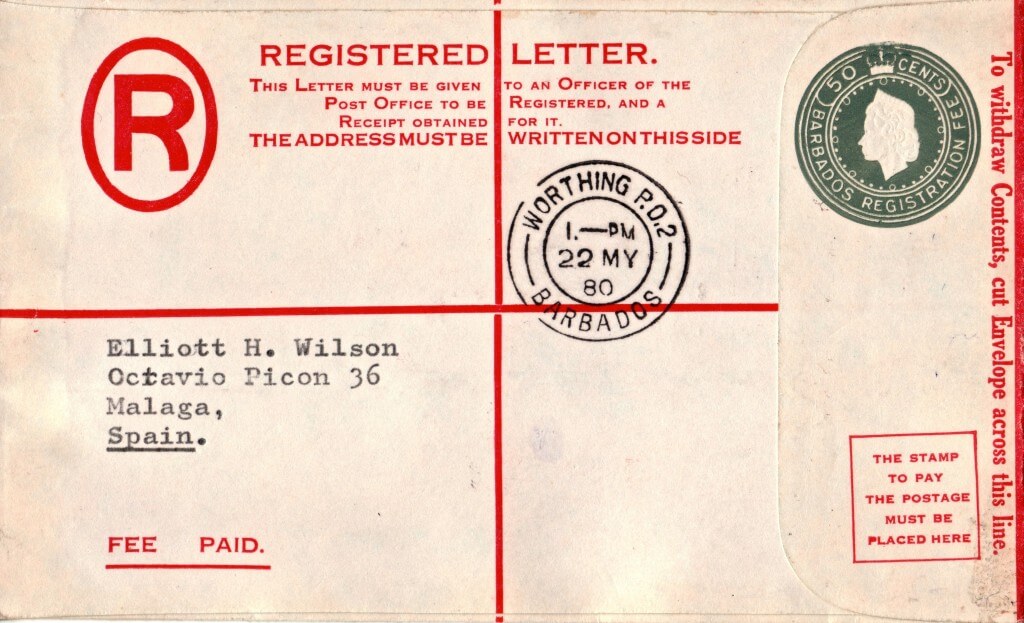 R
REGISTERED LETTER.
THIS LETTER MUST BE GIVEN TO AN OFFICER OF THE
POST OFFICE TO BE REGISTERED, AND A
RECEIPT OBTAINED FOR IT.
THE ADDRESS MUST BE WRITTEN ON THIS SIDE
50 CENTS
BARBADOS REGISTRATION FEE
To withdraw Contents, cut Envelope across this line.
WORTHING P.O.2
1.—PM
22 MY
80
BARBADOS
Elliott H. Wilson
Octavio Picon 36
Malaga,
Spain.
FEE PAID.
THE STAMP
TO PAY
THE POSTAGE
MUST BE
PLACED HERE